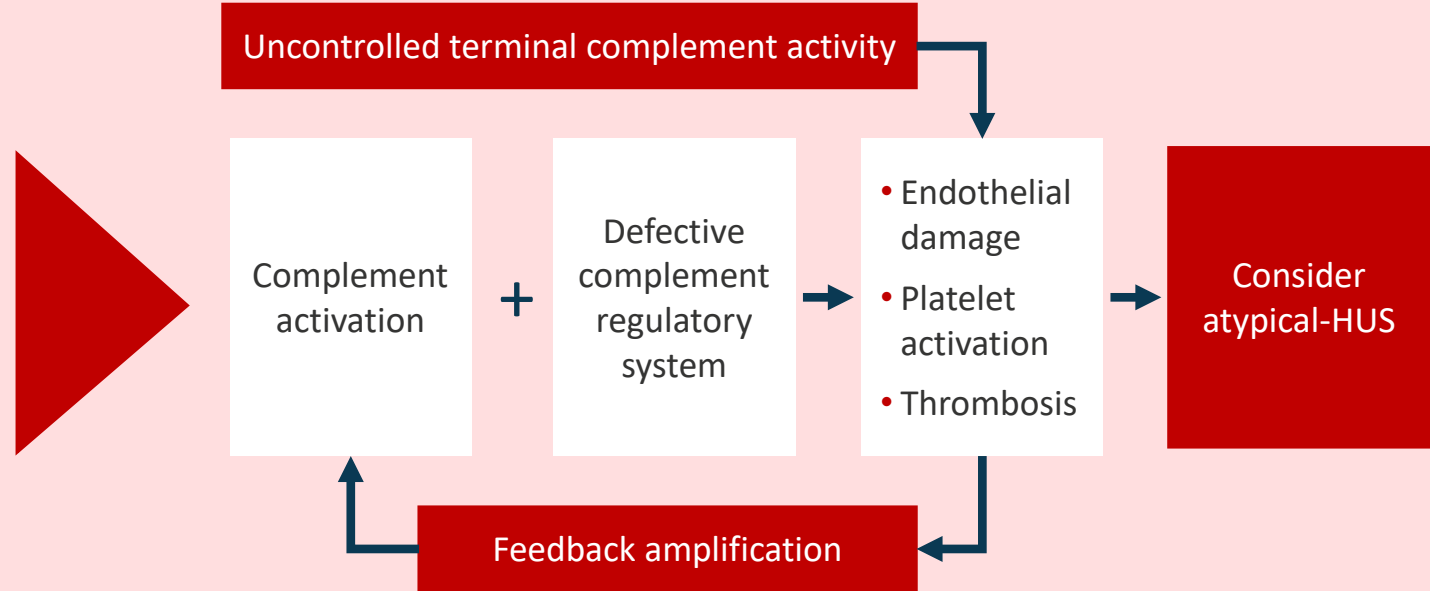 Uncontrolled terminal complement activity
Complement
activation
+
Defective
complement
regulatory
system
• Endothelial
damage
• Platelet
activation
• Thrombosis
Consider
atypical-HUS
Feedback amplification